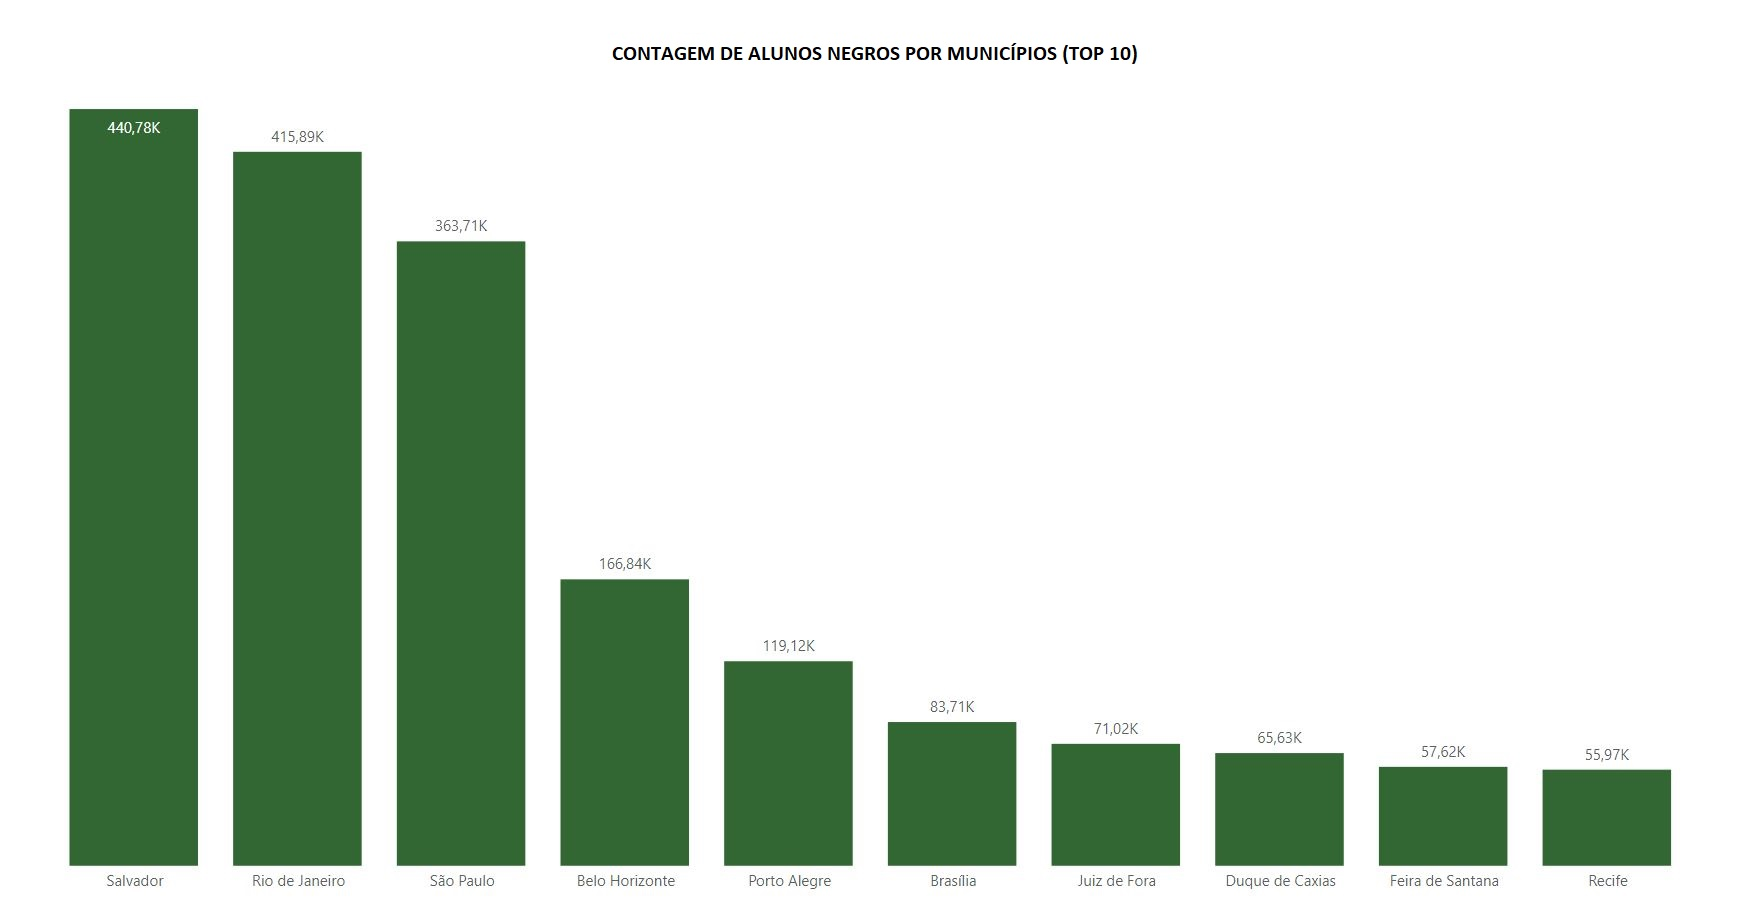 CONTAGEM DE ALUNOS NEGROS POR MUNICÍPIOS (TOP 10)
440,78K
415,89K
363,71K
166,84K
119,12K
83,71K
71,02K
65,63K
57,62K
55,97K
Salvador
Rio de Janeiro
São Paulo
Belo Horizonte
Porto Alegre
Brasília
Juiz de Fora
Duque de Caxias
Feira de Santana
Recife